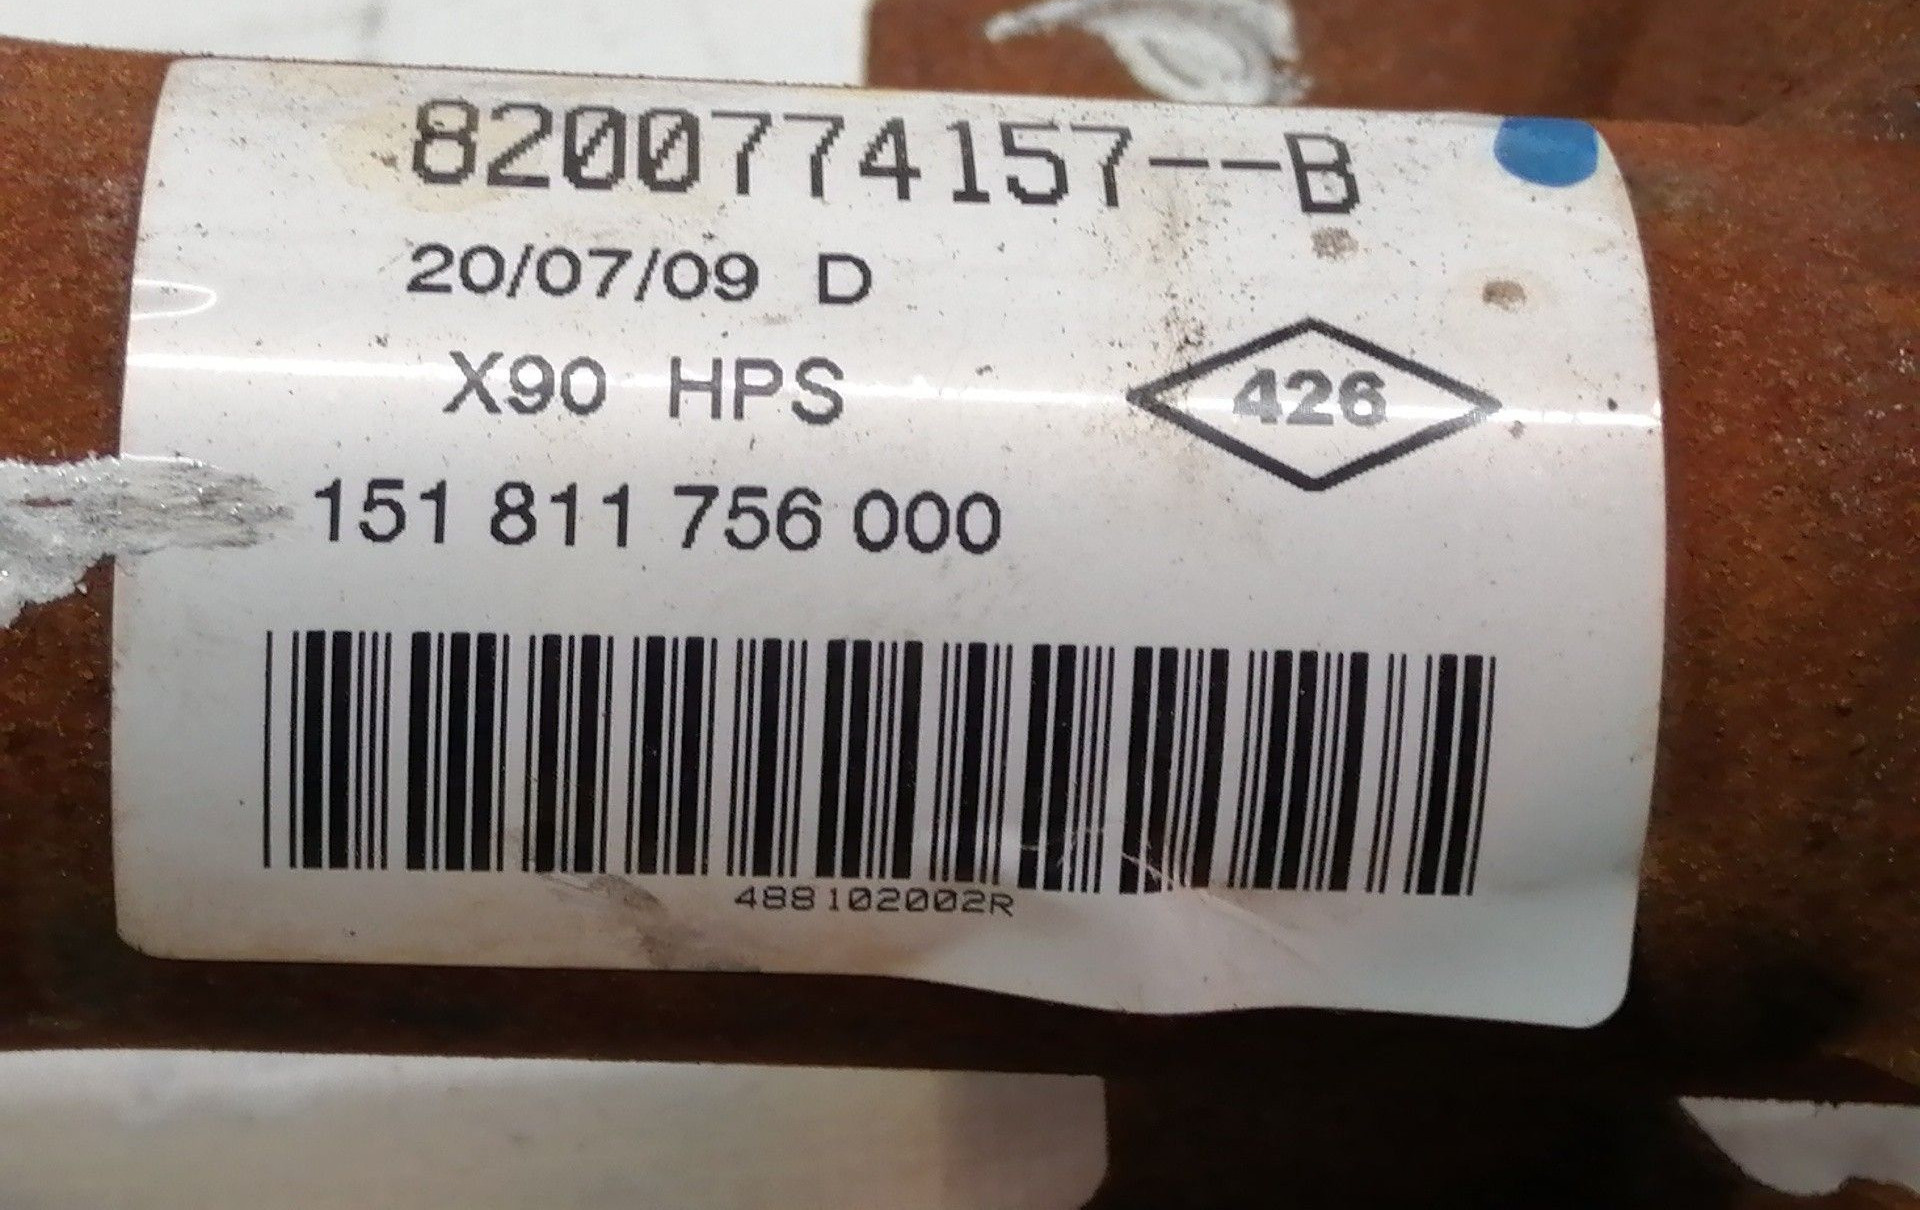 8200774157--B
20/07/09 D
X90 HPS
426
151 811 756 000
488102002R